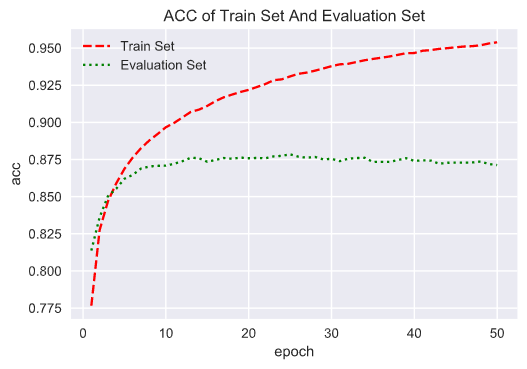 ACC of Train Set And Evaluation Set
Train Set
Evaluation Set
acc
0.950
0.925
0.900
0.875
0.850
0.825
0.800
0.775
0 10 20 30 40 50
epoch